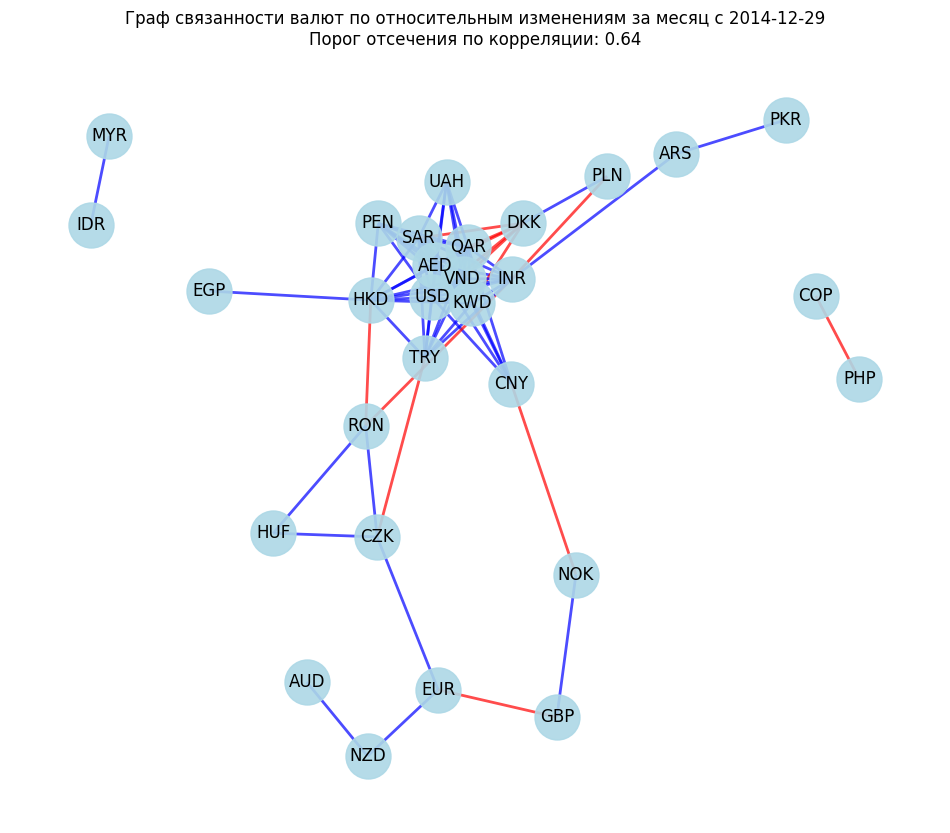 Граф связанности валют по относительным изменениям за месяц с 2014-12-29
Порог отсечения по корреляции: 0.64
PKR
MYR
ARS
PLN
UAH
PEN
DKK
IDR
SAR
QAR
AED
VND
INR
EGP
HKD
USD
KWD
COP
TRY
PHP
CNY
RON
HUF
CZK
NOK
AUD
EUR
GBP
NZD